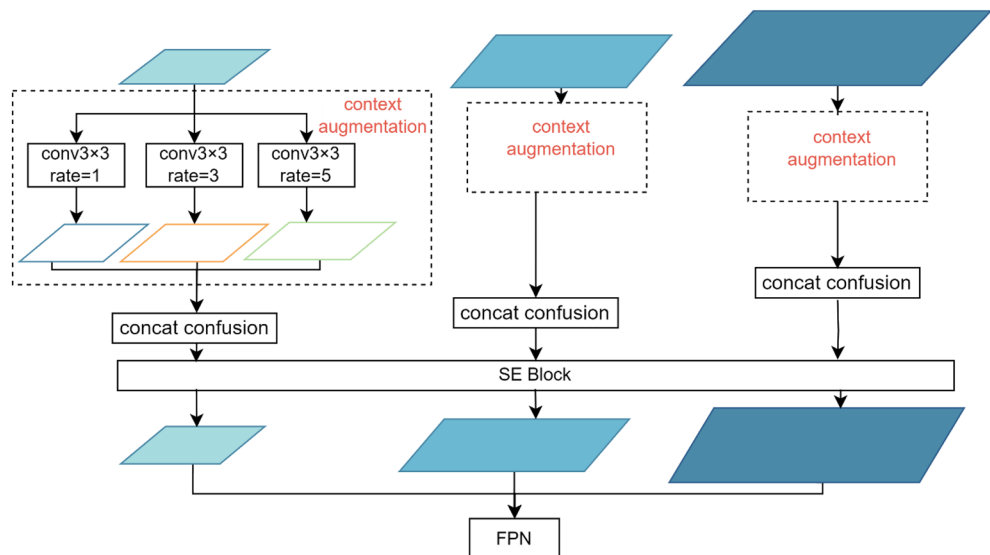 context
augmentation
conv3×3
rate=1
conv3×3
rate=3
conv3×3
rate=5
context
augmentation
context
augmentation
concat confusion
concat confusion
concat confusion
SE Block
FPN